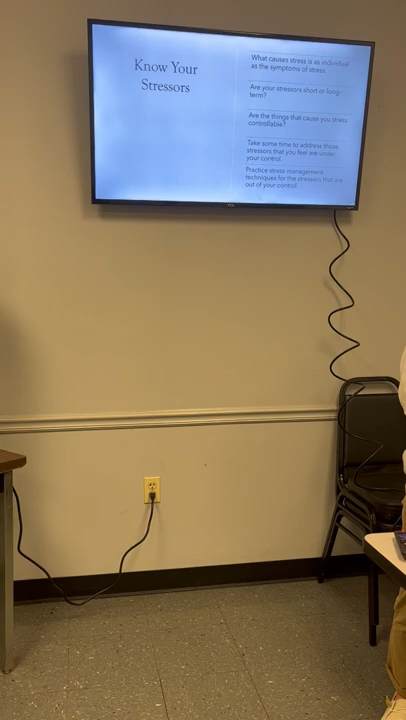 Know Your
Stressors
What causes stress is as individual
as the symptoms of stress.
Are your stressors short or long-
term?
Are the things that cause you stress
controllable?
Take some time to address those
stressors that you feel are under
your control.
Practice stress management
techniques for the stressors that are
out of your control.
TCL